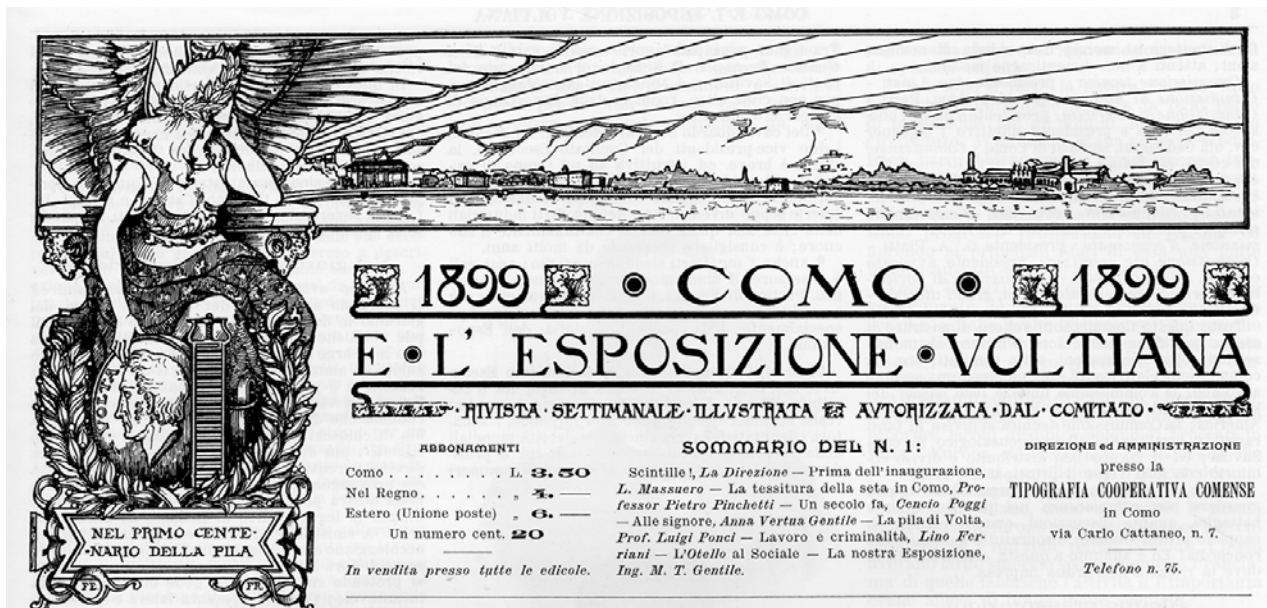 1899 COMO 1899
E · L' ESPOSIZIONE · VOLTIANA
· RIVISTA · SETTIMANALE · ILLVSTRATA AVTORIZZATA · DAL · COMITATO ·
VOLTA
NEL PRIMO CENTE-
-NARIO DELLA PILA
FE FR
ABBONAMENTI
Como . . . . . . . . . L. 3.50
Nel Regno . . . . . . „ 4. —
Estero (Unione poste) „ 6. —
Un numero cent. 20
In vendita presso tutte le edicole.
SOMMARIO DEL N. 1:
Scintille!, La Direzione — Prima dell'inaugurazione,
L. Massuero — La tessitura della seta in Como, Pro-
fessor Pietro Pinchetti — Un secolo fa, Cencio Poggi
— Alle signore, Anna Vertua Gentile — La pila di Volta,
Prof. Luigi Ponci — Lavoro e criminalità, Lino Fer-
riani — L'Otello al Sociale — La nostra Esposizione,
Ing. M. T. Gentile.
DIREZIONE ed AMMINISTRAZIONE
presso la
TIPOGRAFIA COOPERATIVA COMENSE
in Como
via Carlo Cattaneo, n. 7.
Telefono n. 75.